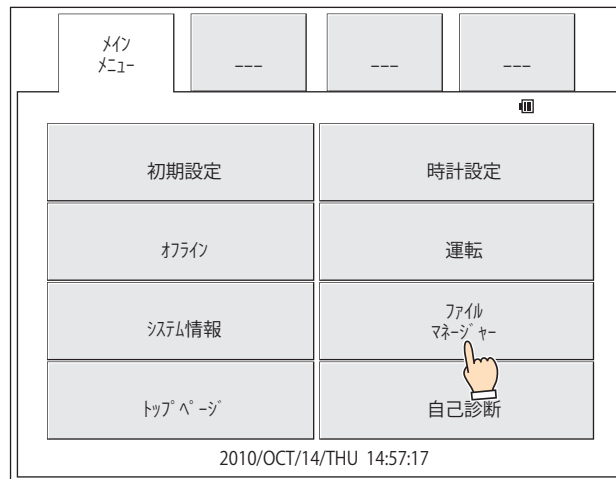 ﾒｲﾝ
ﾒﾆｭｰ
---
---
---
初期設定
時計設定
ｵﾌﾗｲﾝ
運転
ｼｽﾃﾑ情報
ﾌｧｲﾙ
ﾏﾈｰｼﾞｬｰ
ﾄｯﾌﾟﾍﾟｰｼﾞ
自己診断
2010/OCT/14/THU 14:57:17